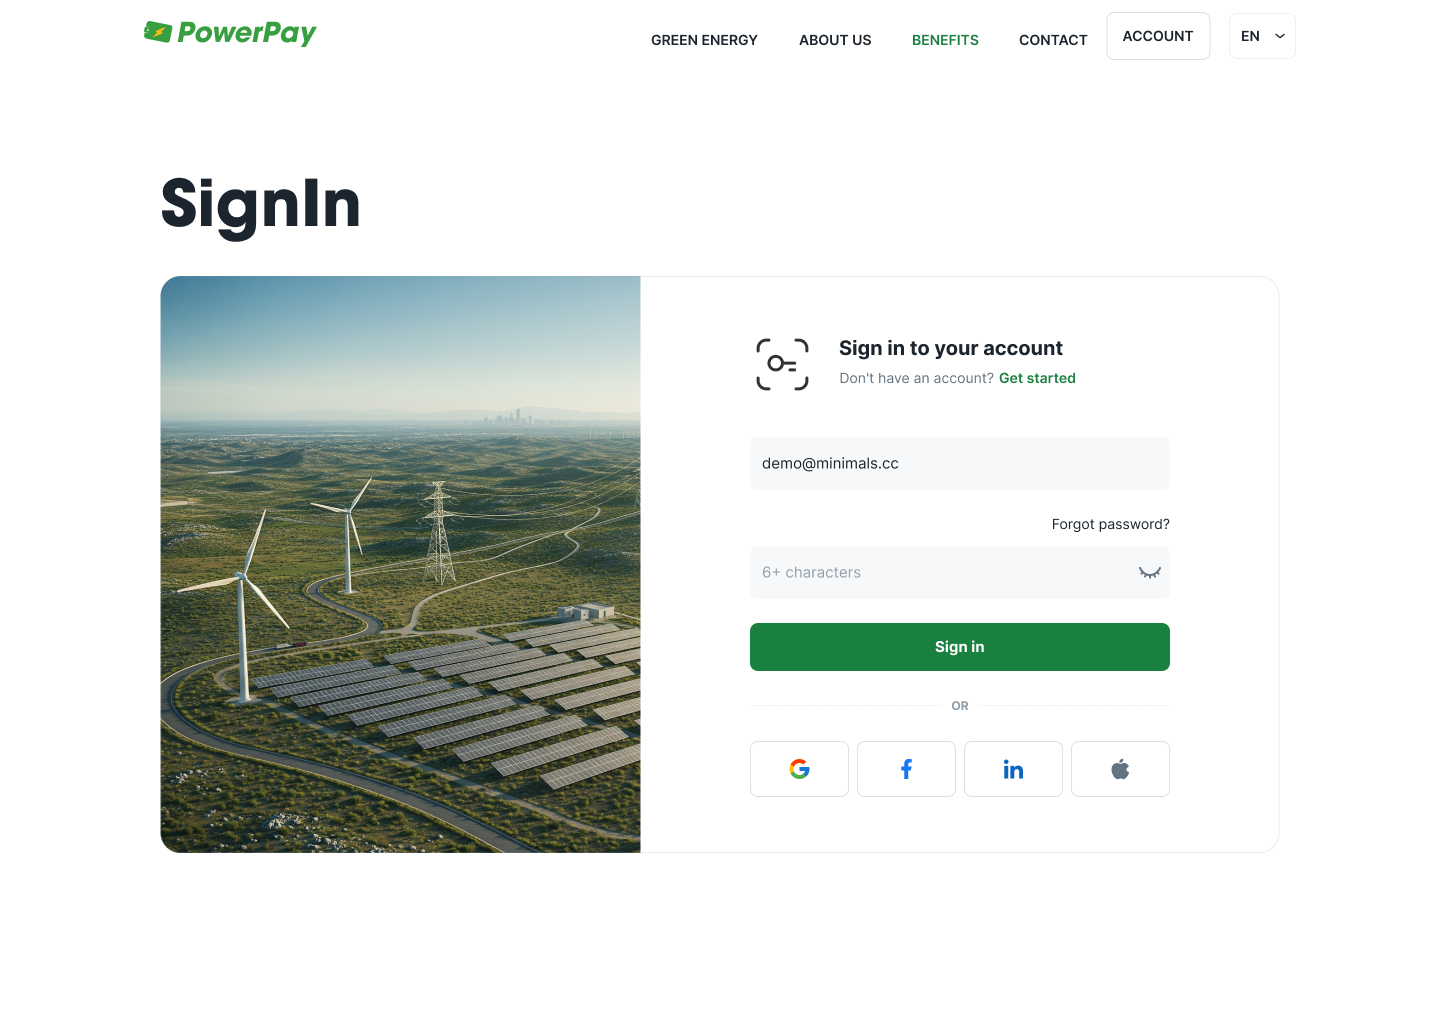 PowerPay
GREEN ENERGY
ABOUT US
BENEFITS
CONTACT
ACCOUNT
EN
SignIn
Sign in to your account
Don't have an account? Get started
demo@minimals.cc
Forgot password?
6+ characters
Sign in
OR